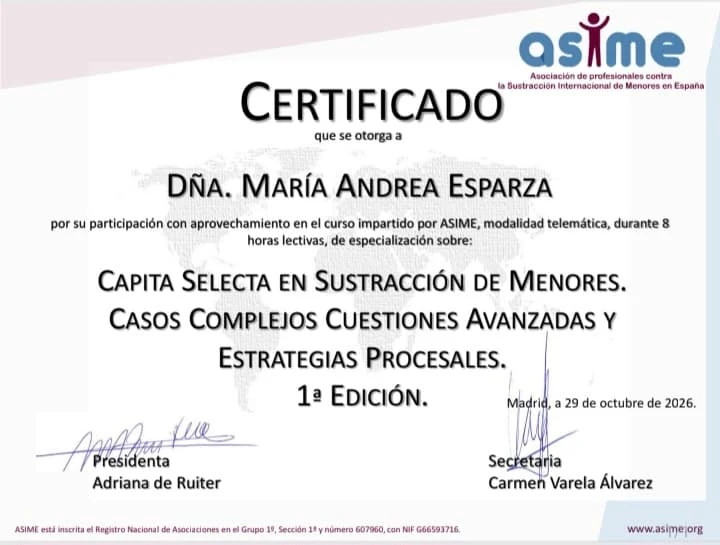 asime
Asociación de profesionales contra
la Sustracción Internacional de Menores en España
CERTIFICADO
que se otorga a
DÑA. MARÍA ANDREA ESPARZA
por su participación con aprovechamiento en el curso impartido por ASIME, modalidad telemática, durante 8
horas lectivas, de especialización sobre:
CAPITA SELECTA EN SUSTRACCIÓN DE MENORES.
CASOS COMPLEJOS CUESTIONES AVANZADAS Y
ESTRATEGIAS PROCESALES.
1ª EDICIÓN.
Madrid, a 29 de octubre de 2026.
Presidenta
Adriana de Ruiter
Secretaria
Carmen Varela Álvarez
ASIME está inscrita el Registro Nacional de Asociaciones en el Grupo 1º, Sección 1ª y número 607960, con NIF G66593716.
www.asime.org